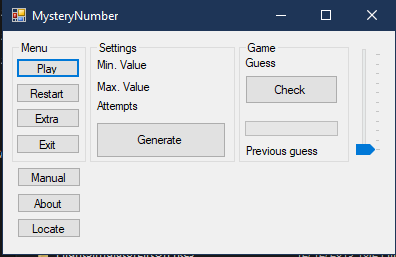 MysteryNumber
Menu
Play
Restart
Extra
Exit
Manual
About
Locate
Settings
Min. Value
Max. Value
Attempts
Generate
Game
Guess
Check
Previous guess